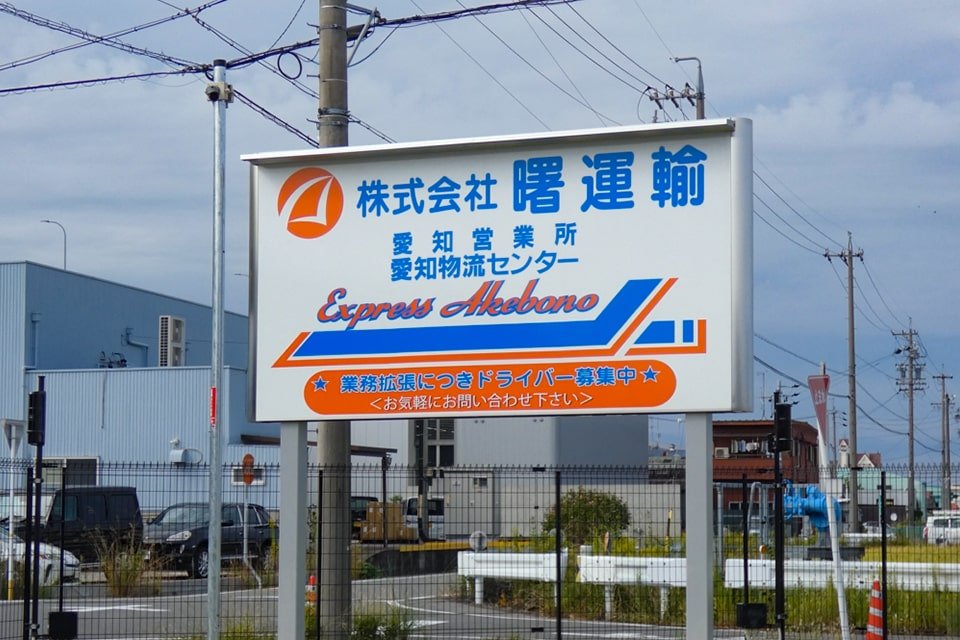 株式会社 曙運輸
愛知営業所
愛知物流センター
Express Akebono
★ 業務拡張につきドライバー募集中 ★
＜お気軽にお問い合わせ下さい＞